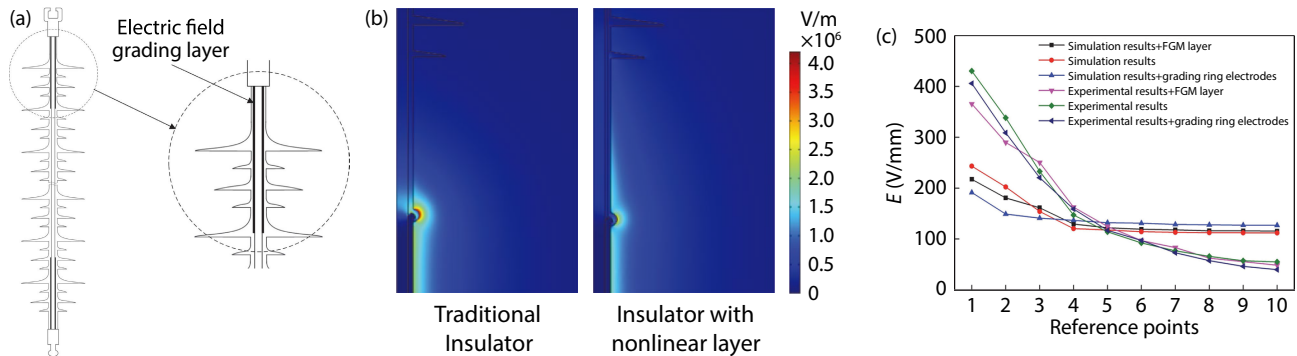 (a)
Electric field
grading layer
(b)
Traditional
Insulator
Insulator with
nonlinear layer
V/m
×10⁶
4.0
3.5
3.0
2.5
2.0
1.5
1.0
0
0
(c)
E (V/mm)
500
400
300
200
100
0
Simulation results+FGM layer
Simulation results
Simulation results+grading ring electrodes
Experimental results+FGM layer
Experimental results
Experimental results+grading ring electrodes
1 2 3 4 5 6 7 8 9 10
Reference points